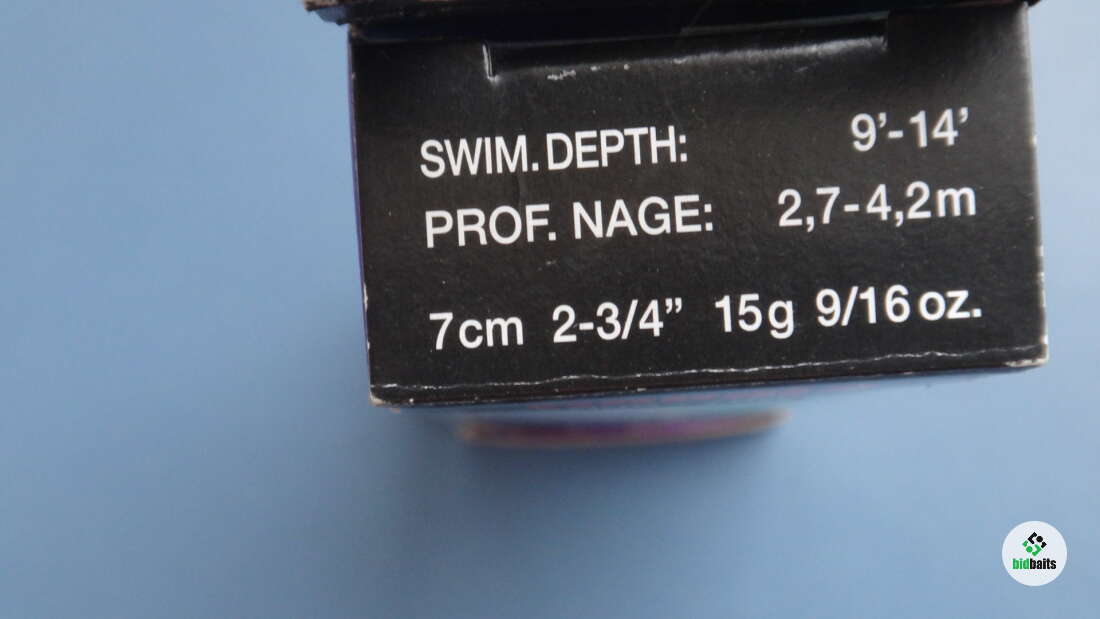 SWIM. DEPTH: 9'-14'
PROF. NAGE: 2,7-4,2m
7cm 2-3/4” 15g 9/16 oz.
bidbaits